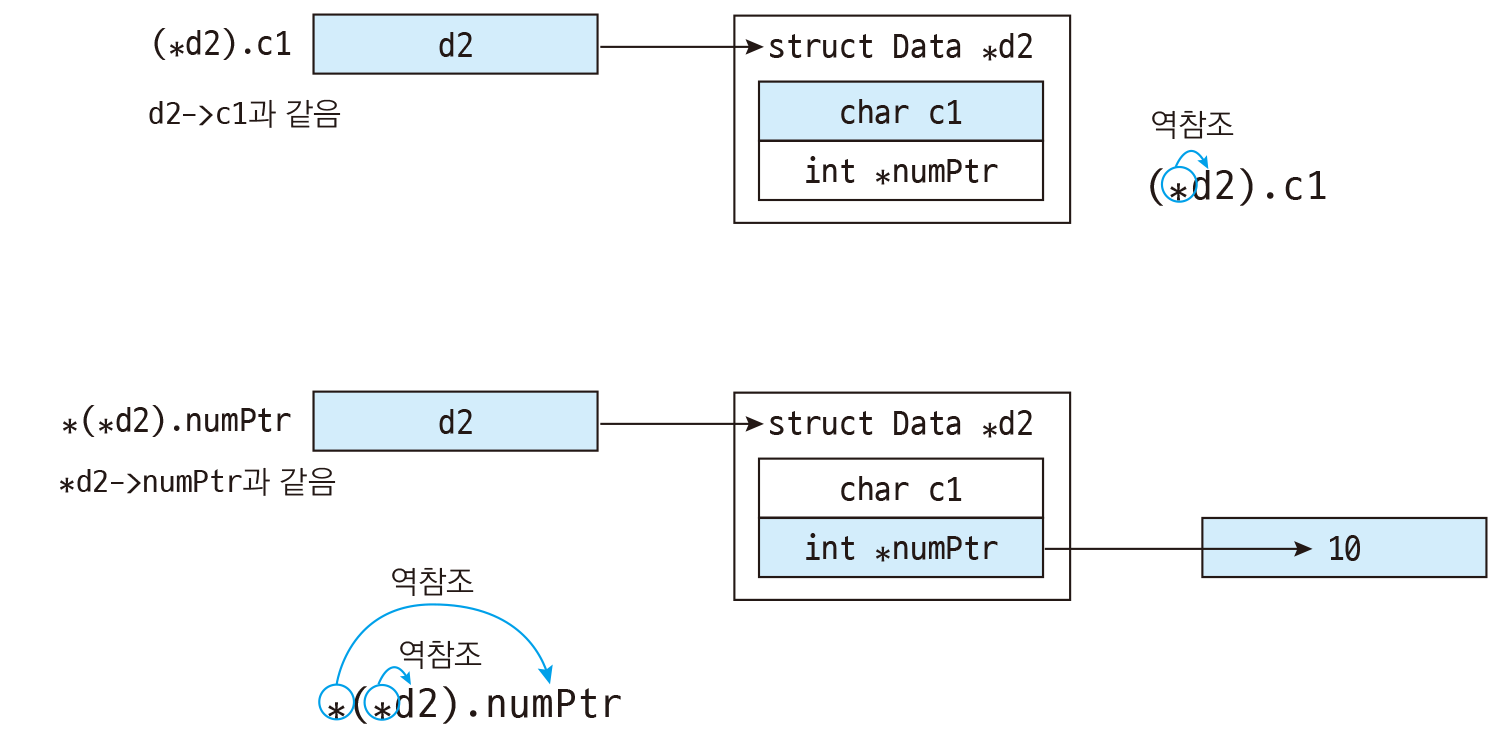 (*d2).c1
d2
struct Data *d2
d2->c1과 같음
char c1
int *numPtr
역참조
(*d2).c1
*(*d2).numPtr
d2
struct Data *d2
*d2->numPtr과 같음
char c1
int *numPtr
10
역참조
역참조
*(*d2).numPtr